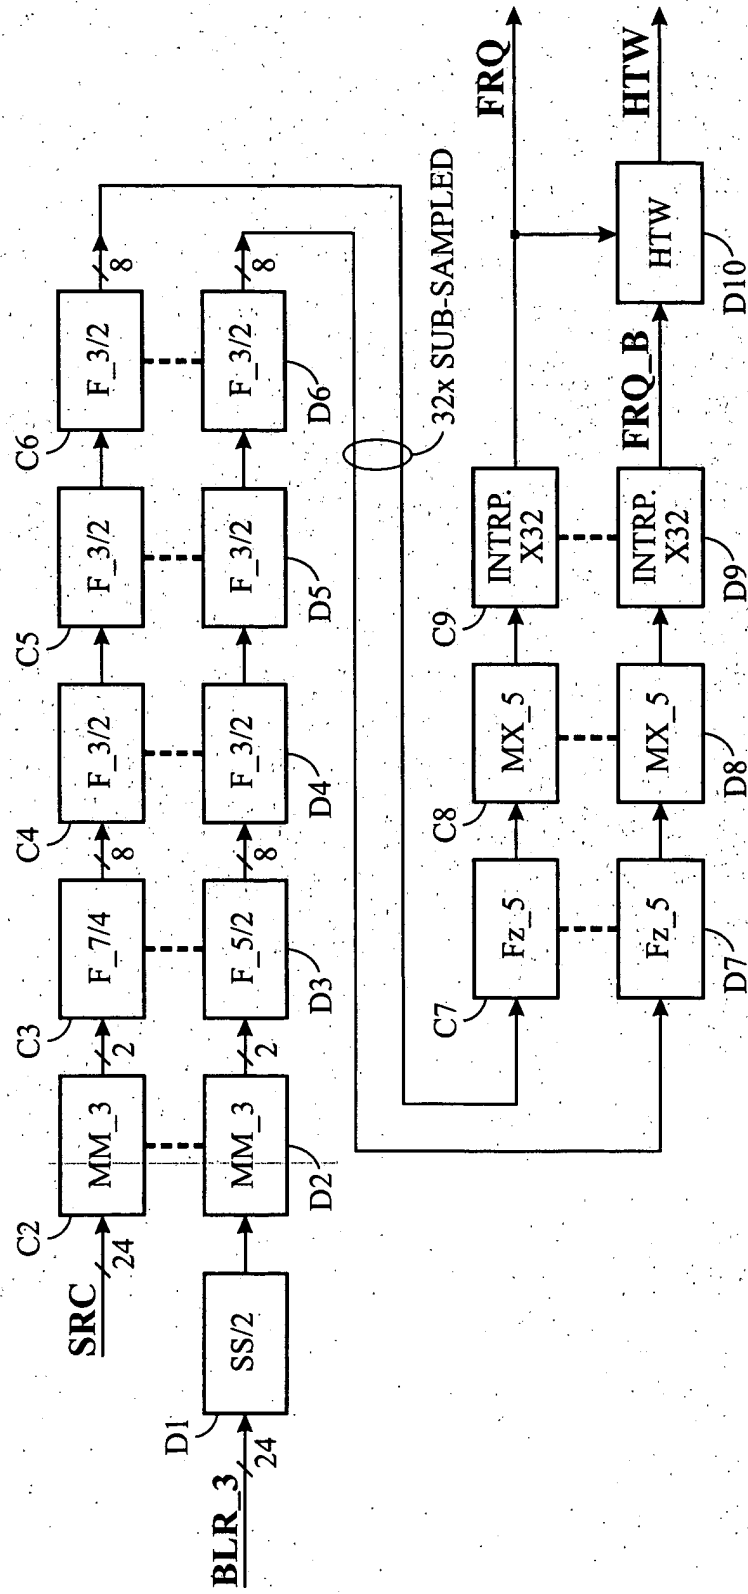 C2 C3 C4 C5 C6
SRC 24 MM_3 2 F_7/4 8 F_3/2 F_3/2 F_3/2 8
BLR_3 24 SS/2 MM_3 2 F_5/2 8 F_3/2 F_3/2 F_3/2 8
D1 D2 D3 D4 D5 D6
32x SUB-SAMPLED
C7 C8 C9
Fz_5 MX_5 INTRP. X32 FRQ
Fz_5 MX_5 INTRP. X32 FRQ_B HTW HTW
D7 D8 D9 D10